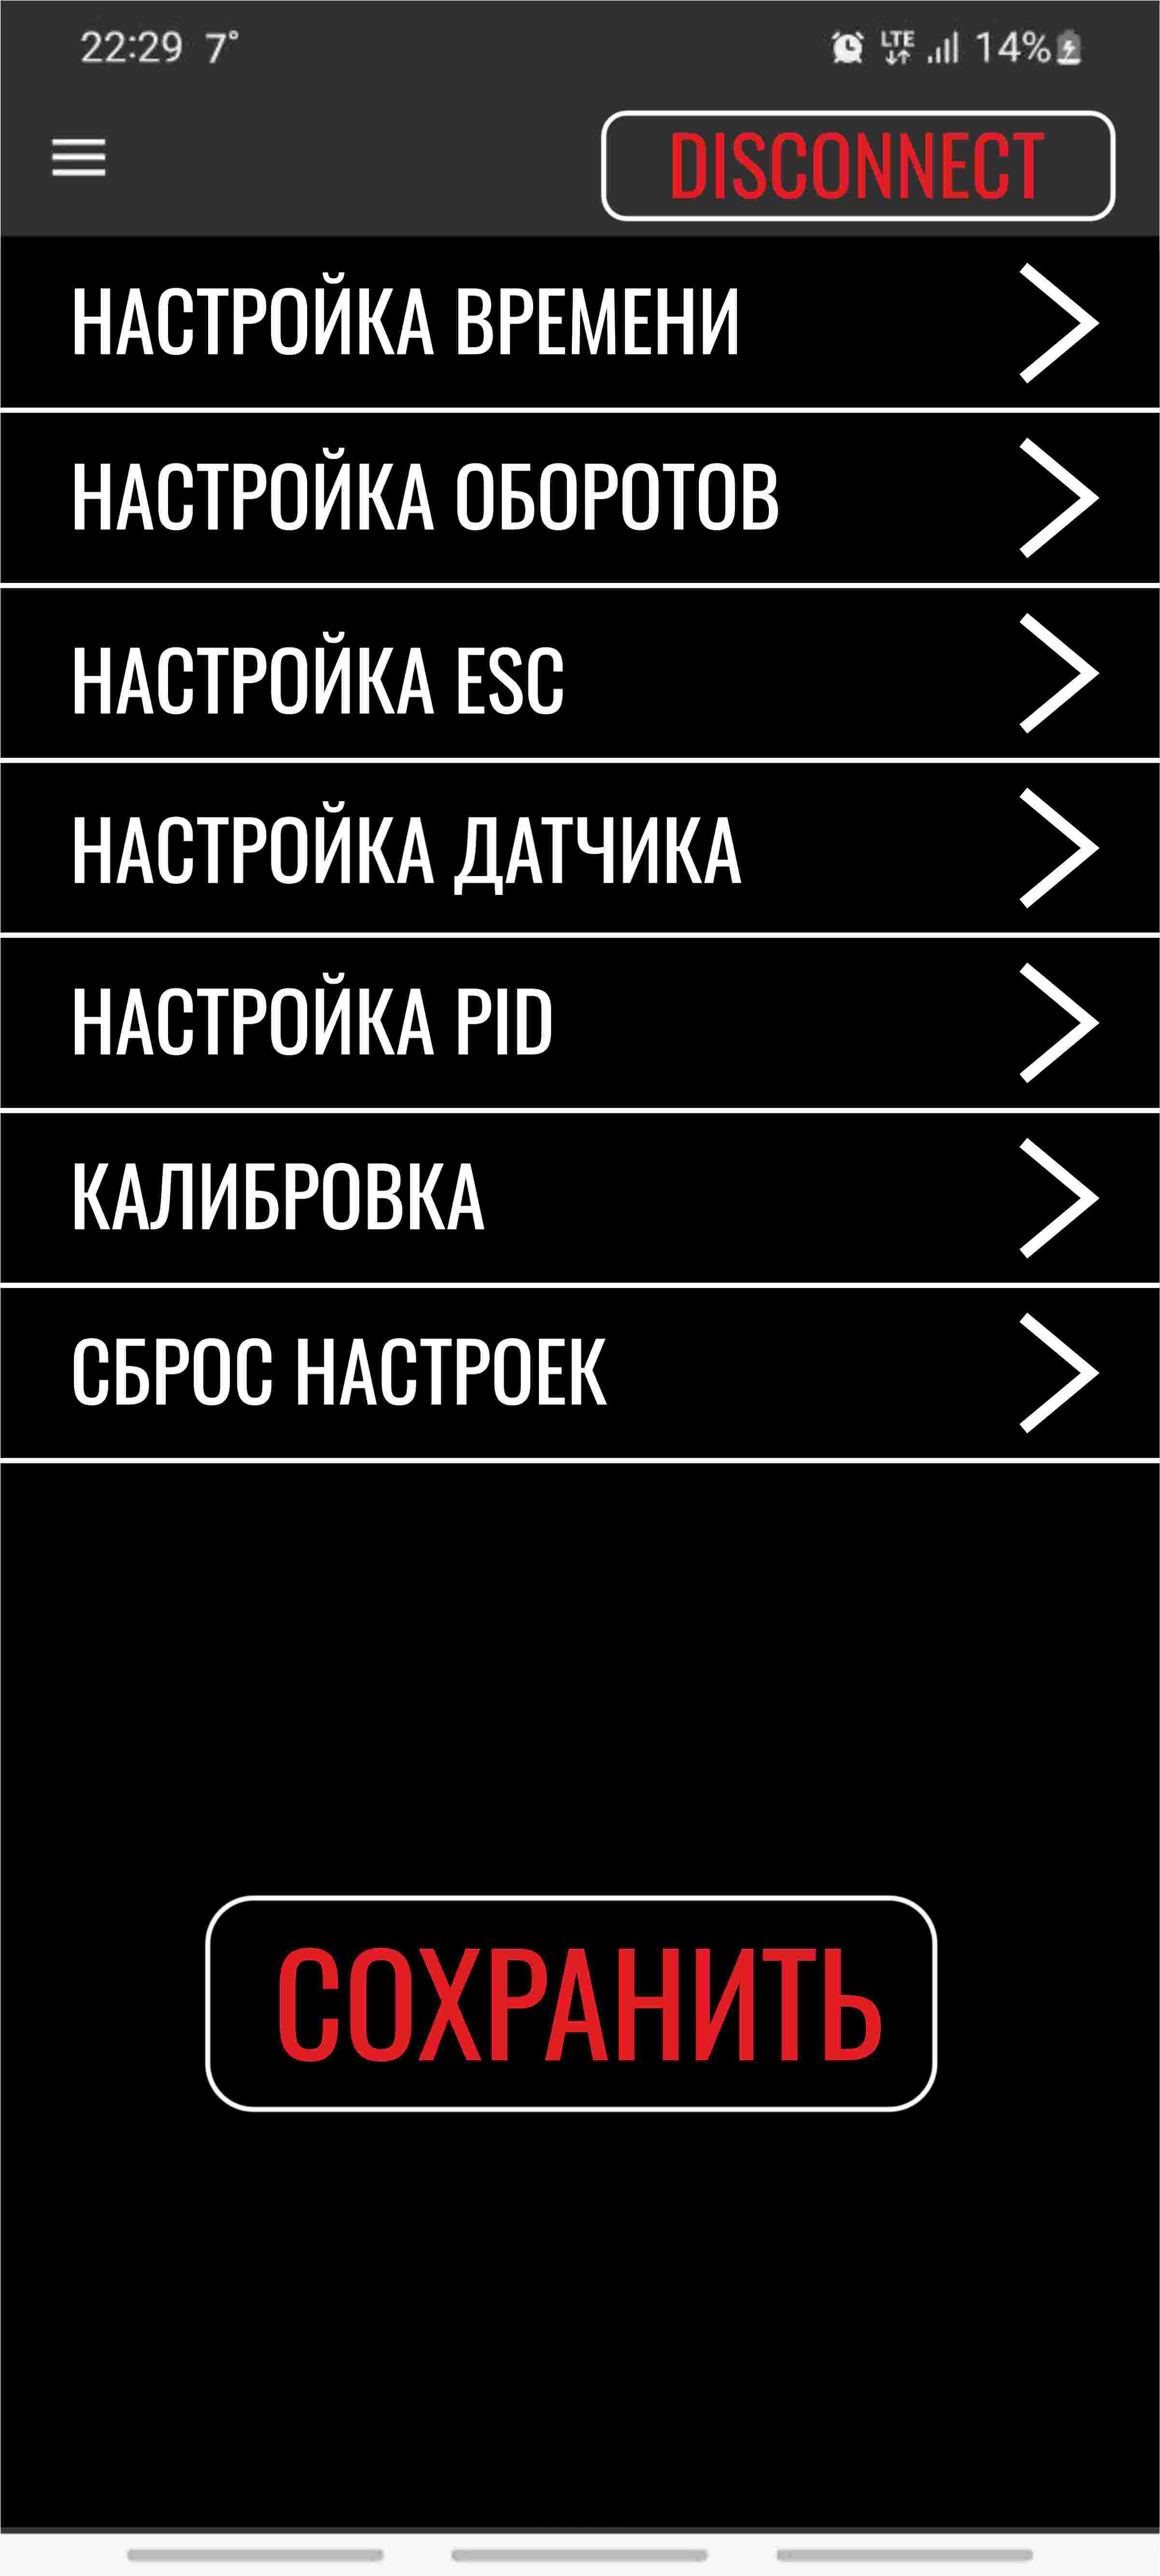 22:29 7° LTE 14%
DISCONNECT
НАСТРОЙКА ВРЕМЕНИ
НАСТРОЙКА ОБОРОТОВ
НАСТРОЙКА ESC
НАСТРОЙКА ДАТЧИКА
НАСТРОЙКА PID
КАЛИБРОВКА
СБРОС НАСТРОЕК
СОХРАНИТЬ